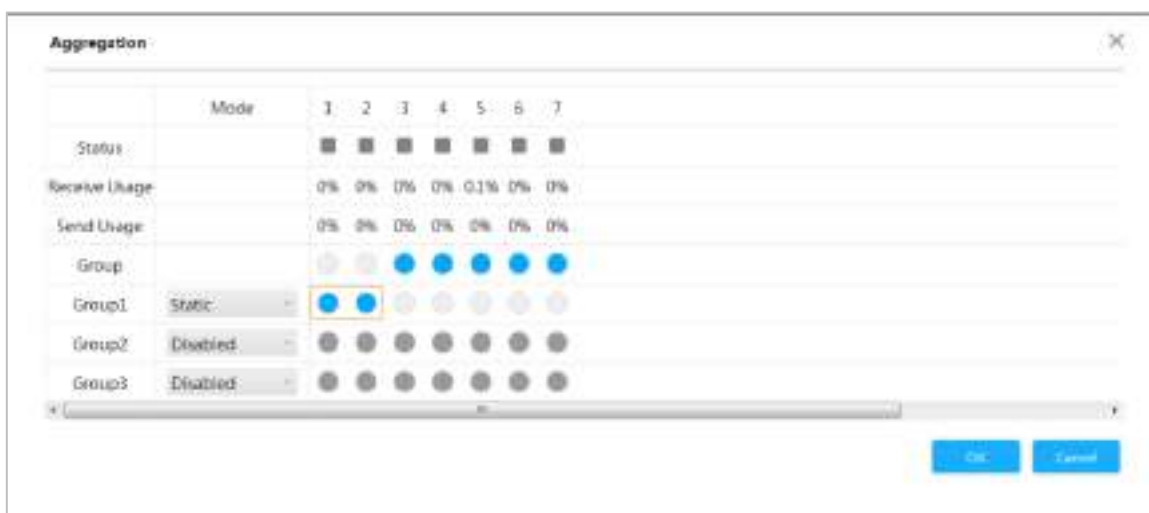 Aggregation
Mode 1 2 3 4 5 6 7
Status
Receive Usage 0% 0% 0% 0% 0.1% 0% 0%
Send Usage 0% 0% 0% 0% 0% 0% 0%
Group
Group1 Static
Group2 Disabled
Group3 Disabled
OK Cancel